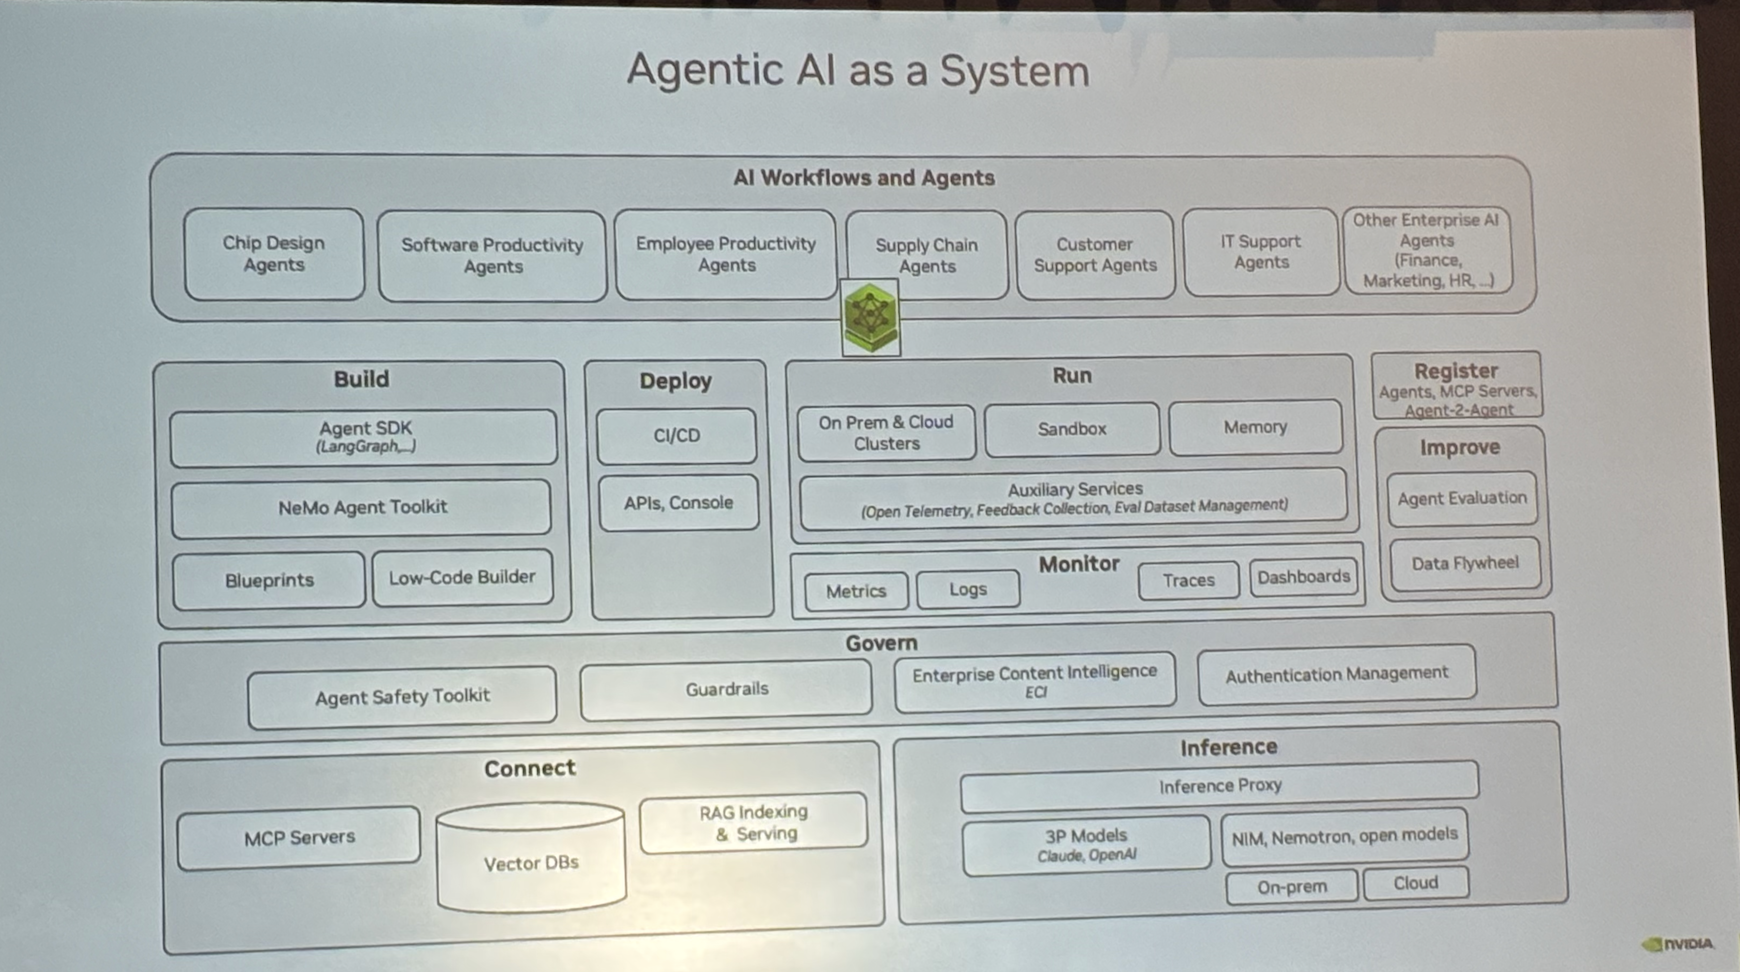 Agentic AI as a System
AI Workflows and Agents
Chip Design
Agents
Software Productivity
Agents
Employee Productivity
Agents
Supply Chain
Agents
Customer
Support Agents
IT Support
Agents
Other Enterprise AI
Agents
(Finance,
Marketing, HR, ...)
Build
Agent SDK
(LangGraph,...)
NeMo Agent Toolkit
Blueprints
Low-Code Builder
Deploy
CI/CD
APIs, Console
Run
On Prem & Cloud
Clusters
Sandbox
Memory
Auxiliary Services
(Open Telemetry, Feedback Collection, Eval Dataset Management)
Monitor
Metrics
Logs
Traces
Dashboards
Register
Agents, MCP Servers,
Agent-2-Agent
Improve
Agent Evaluation
Data Flywheel
Govern
Agent Safety Toolkit
Guardrails
Enterprise Content Intelligence
ECI
Authentication Management
Connect
MCP Servers
Vector DBs
RAG Indexing
& Serving
Inference
Inference Proxy
3P Models
Claude, OpenAI
NIM, Nemotron, open models
On-prem
Cloud
NVIDIA